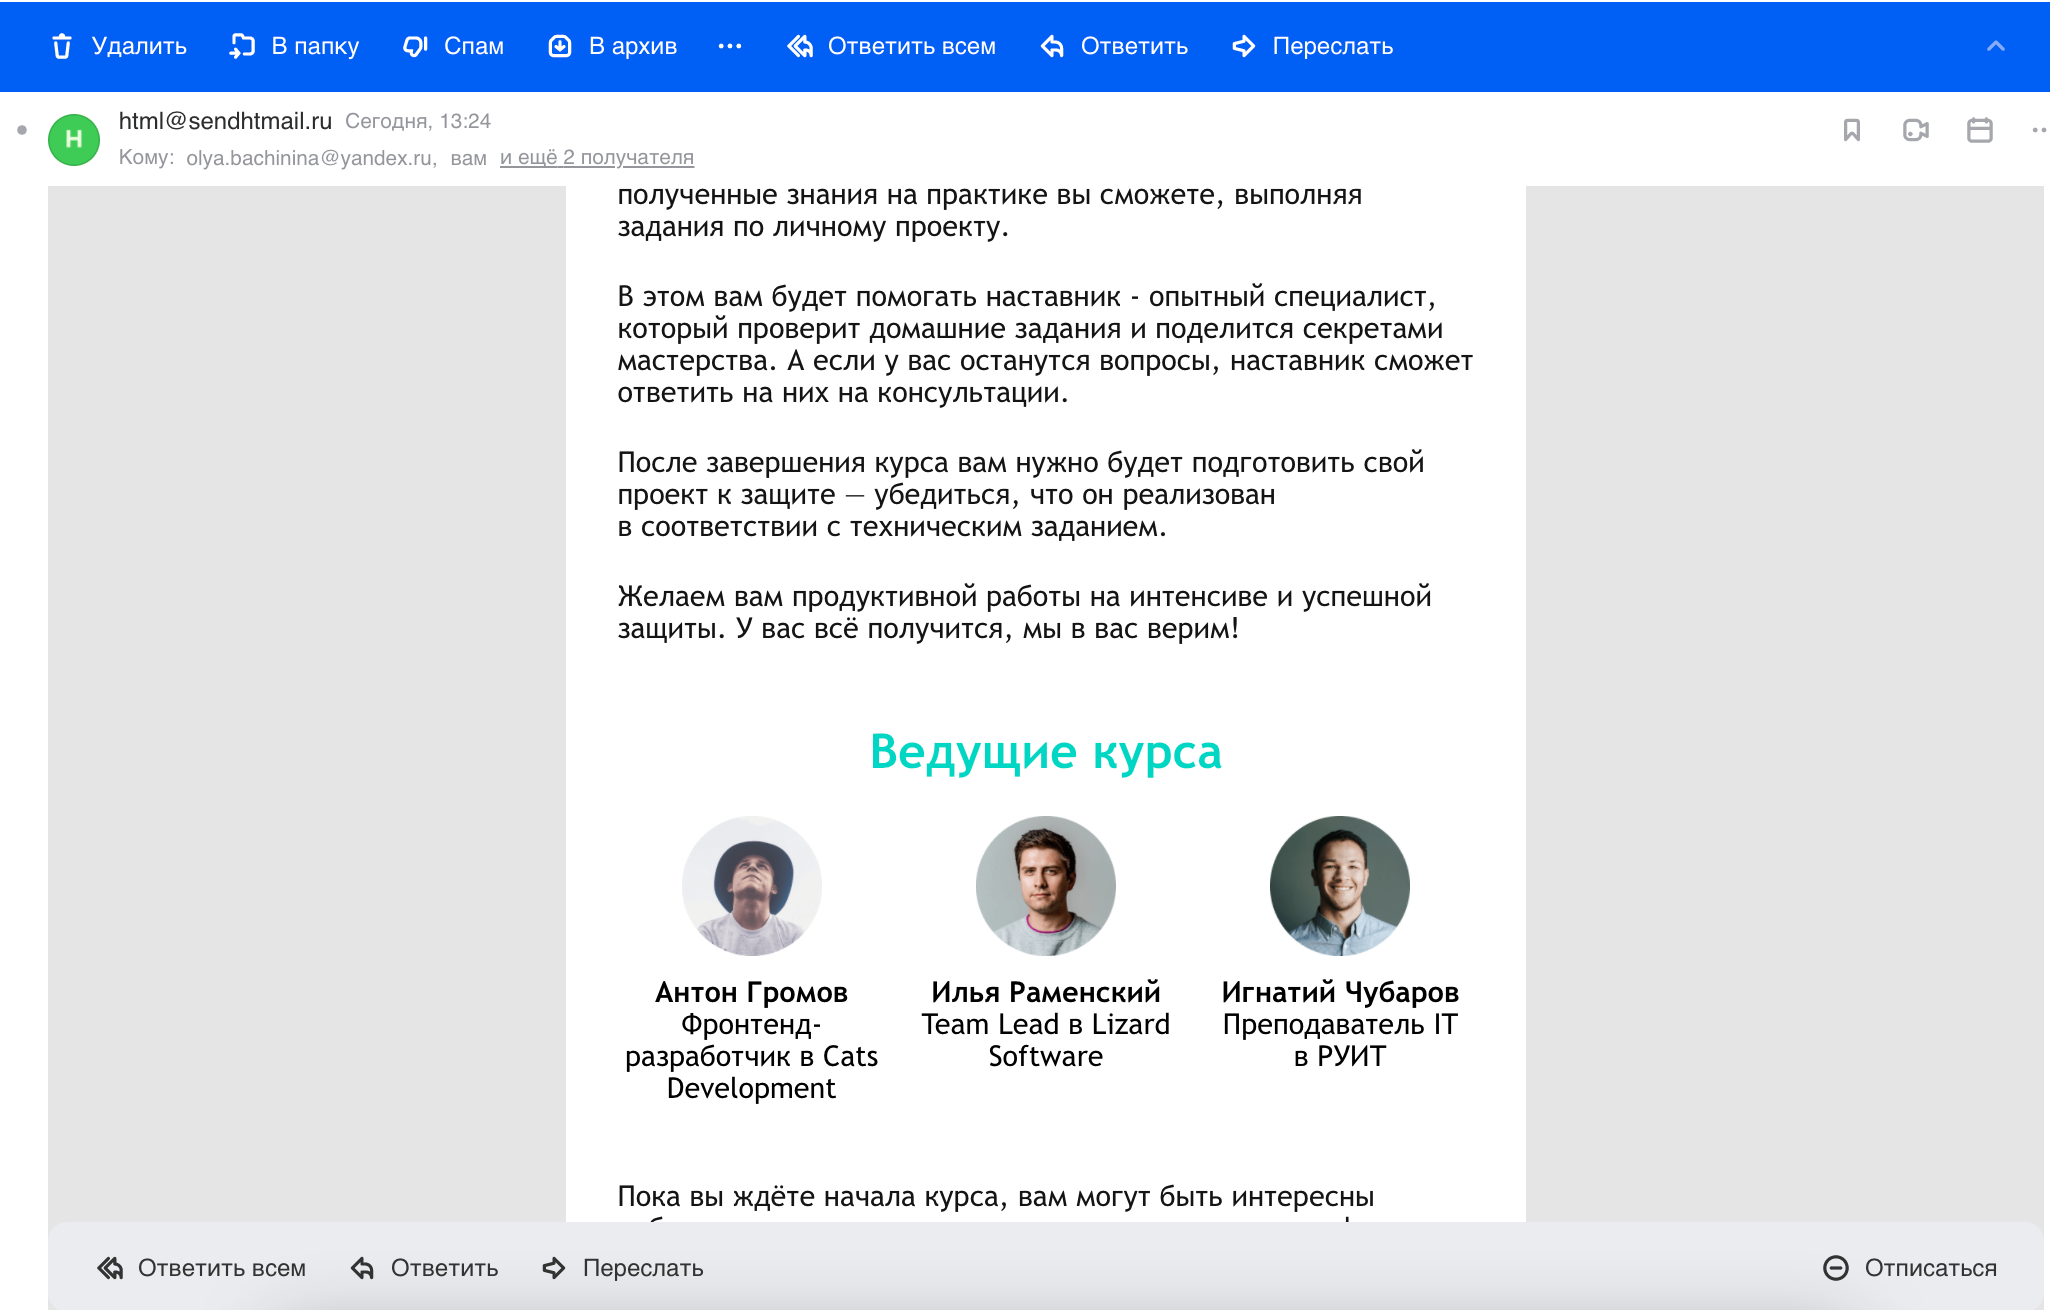 Удалить В папку Спам В архив ••• Ответить всем Ответить Переслать
H
html@sendhtmail.ru Сегодня, 13:24
Кому: olya.bachinina@yandex.ru, вам и ещё 2 получателя
полученные знания на практике вы сможете, выполняя
задания по личному проекту.
В этом вам будет помогать наставник - опытный специалист,
который проверит домашние задания и поделится секретами
мастерства. А если у вас останутся вопросы, наставник сможет
ответить на них на консультации.
После завершения курса вам нужно будет подготовить свой
проект к защите — убедиться, что он реализован
в соответствии с техническим заданием.
Желаем вам продуктивной работы на интенсиве и успешной
защиты. У вас всё получится, мы в вас верим!
Ведущие курса
Антон Громов
Фронтенд-
разработчик в Cats
Development
Илья Раменский
Team Lead в Lizard
Software
Игнатий Чубаров
Преподаватель IT
в РУИТ
Пока вы ждёте начала курса, вам могут быть интересны
Ответить всем Ответить Переслать Отписаться